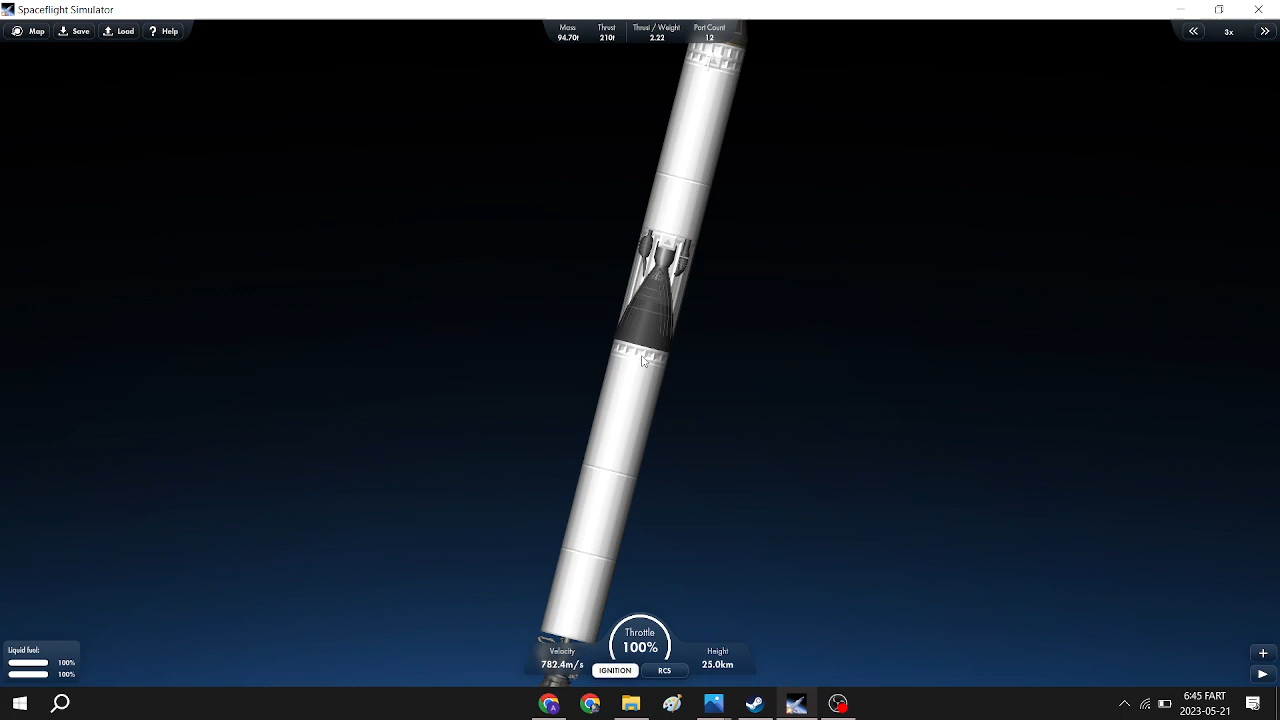 Spaceflight Simulator
Map Save Load Help
Mass Thrust Thrust / Weight Part Count
94.70t 210t 2.22 12
3x
Liquid fuel:
100%
100%
Throttle
100%
Velocity
782.4m/s
IGNITION RCS
Height
25.0km
6:45 FART
2023-05-21